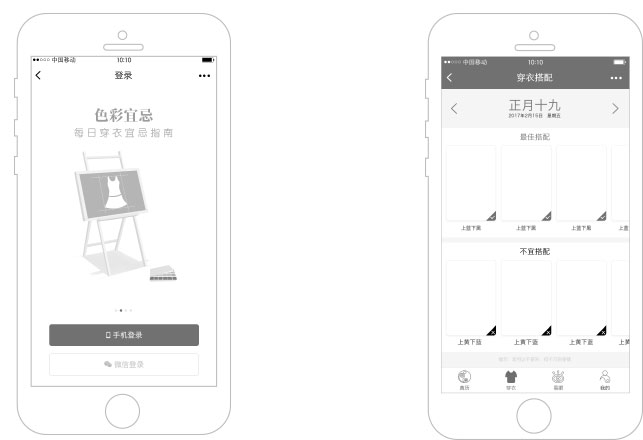 中国移动 10:10
登录
色彩宜忌
每日穿衣宜忌指南
手机登录
微信登录
中国移动 10:10
穿衣搭配
正月十九
2017年2月15日 星期五
最佳搭配
上蓝下黑 上蓝下黑 上蓝下黑 上蓝
不宜搭配
上黄下蓝 上黄下蓝 上黄下蓝 上黄
穿衣 我的